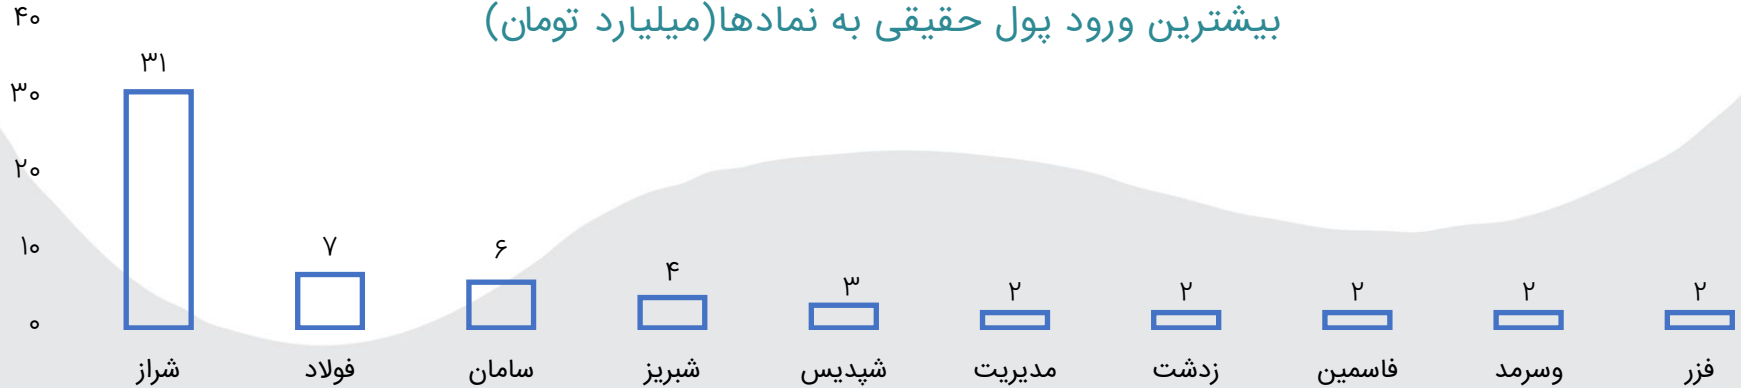 بیشترین ورود پول حقیقی به نمادها(میلیارد تومان)
۴۰
۳۰
۲۰
۱۰
۰
۳۱ ۷ ۶ ۴ ۳ ۲ ۲ ۲ ۲ ۲
شراز فولاد سامان شبریز شپدیس مدیریت زدشت فاسمین وسرمد فزر